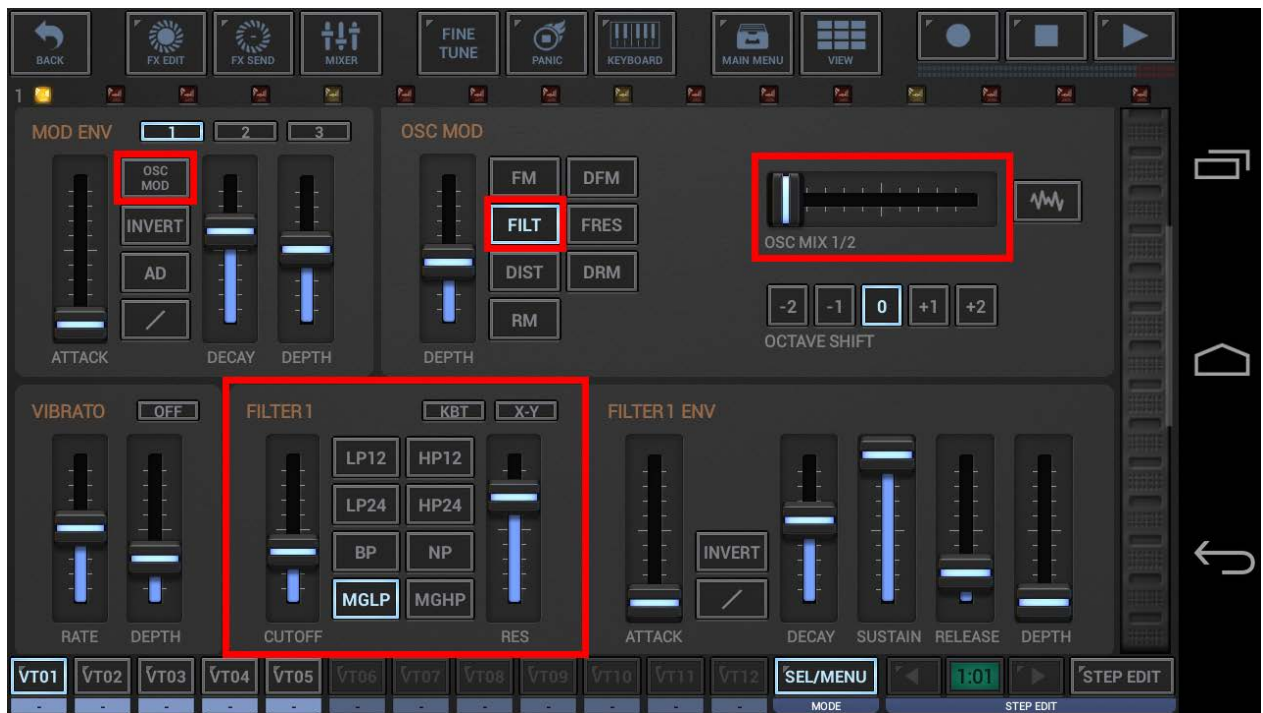 BACK FX EDIT FX SEND MIXER FINE TUNE PANIC KEYBOARD MAIN MENU VIEW
1
MOD ENV 1 2 3
OSC MOD
INVERT
AD
ATTACK DECAY DEPTH
OSC MOD
FM DFM
FILT FRES
DIST DRM
RM
DEPTH
OSC MIX 1/2
-2 -1 0 +1 +2
OCTAVE SHIFT
VIBRATO OFF
RATE DEPTH
FILTER 1 KBT X-Y
LP12 HP12
LP24 HP24
BP NP
MGLP MGHP
CUTOFF RES
FILTER 1 ENV
INVERT
ATTACK DECAY SUSTAIN RELEASE DEPTH
VT01 VT02 VT03 VT04 VT05 VT06 VT07 VT08 VT09 VT10 VT11 VT12 SEL/MENU 1:01 STEP EDIT
- - - - - - - - - - - - MODE STEP EDIT